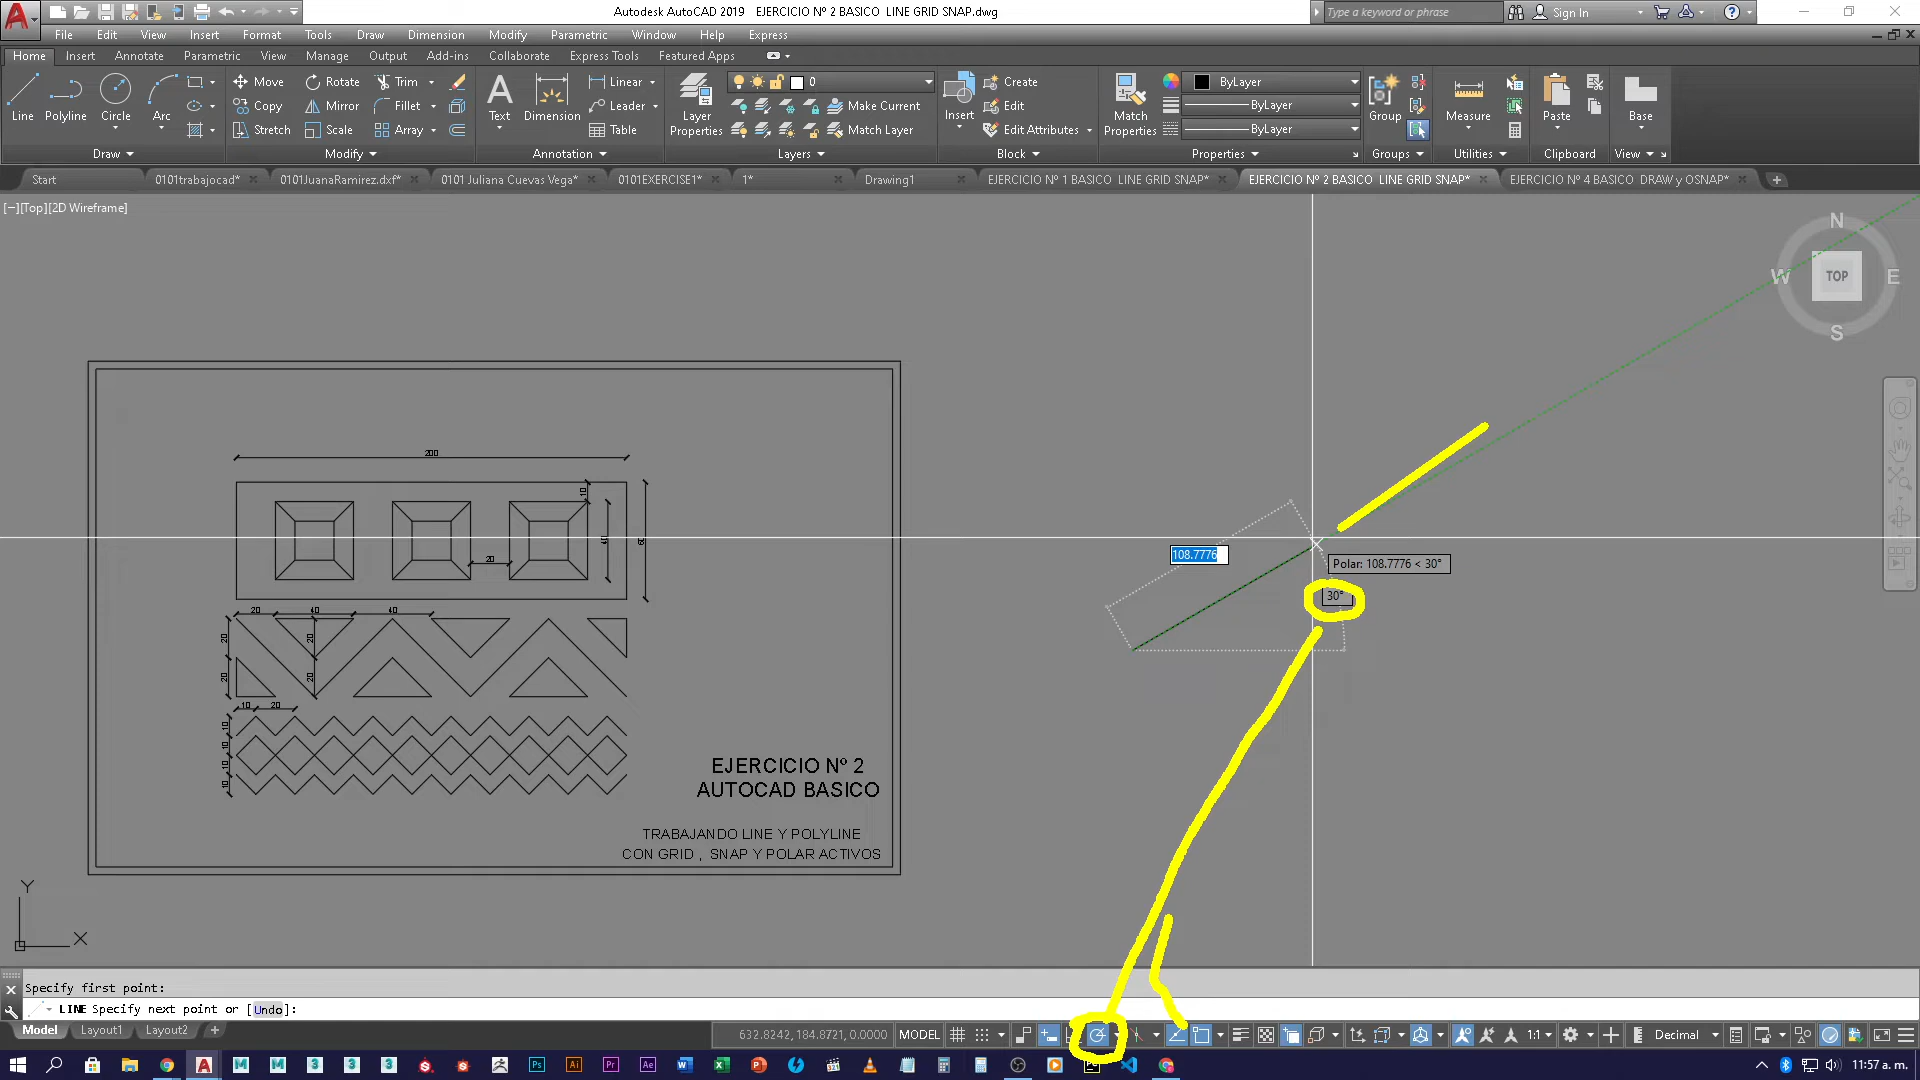 Autodesk AutoCAD 2019 EJERCICIO Nº 2 BASICO LINE GRID SNAP.dwg
Type a keyword or phrase
Sign In
File Edit View Insert Format Tools Draw Dimension Modify Parametric Window Help Express
Home Insert Annotate Parametric View Manage Output Add-ins Collaborate Express Tools Featured Apps
Line Polyline Circle Arc
Move Rotate Trim
Copy Mirror Fillet
Stretch Scale Array
Text Dimension
Linear
Leader
Table
Layer Properties
0
Make Current
Match Layer
Insert
Create
Edit
Edit Attributes
Match Properties
ByLayer
ByLayer
ByLayer
Group Measure Paste Base
Draw Modify Annotation Layers Block Properties Groups Utilities Clipboard View
Start 0101trabajocad* 0101JuanaRamirez.dxf* 0101 Juliana Cuevas Vega* 0101EXERCISE1* 1* Drawing1 EJERCICIO Nº 1 BASICO LINE GRID SNAP* EJERCICIO Nº 2 BASICO LINE GRID SNAP* EJERCICIO Nº 4 BASICO DRAW y OSNAP*
[−][Top][2D Wireframe]
N
W TOP E
S
200
10
40
60
20
20 40 40
20
20
20
20
10 20
10
10
10
10
108.7776
Polar: 108.7776 < 30°
30°
EJERCICIO Nº 2
AUTOCAD BASICO
TRABAJANDO LINE Y POLYLINE
CON GRID , SNAP Y POLAR ACTIVOS
Y
X
Specify first point:
LINE Specify next point or [Undo]:
Model Layout1 Layout2
632.8242, 184.8721, 0.0000 MODEL 1:1 Decimal
11:57 a. m.